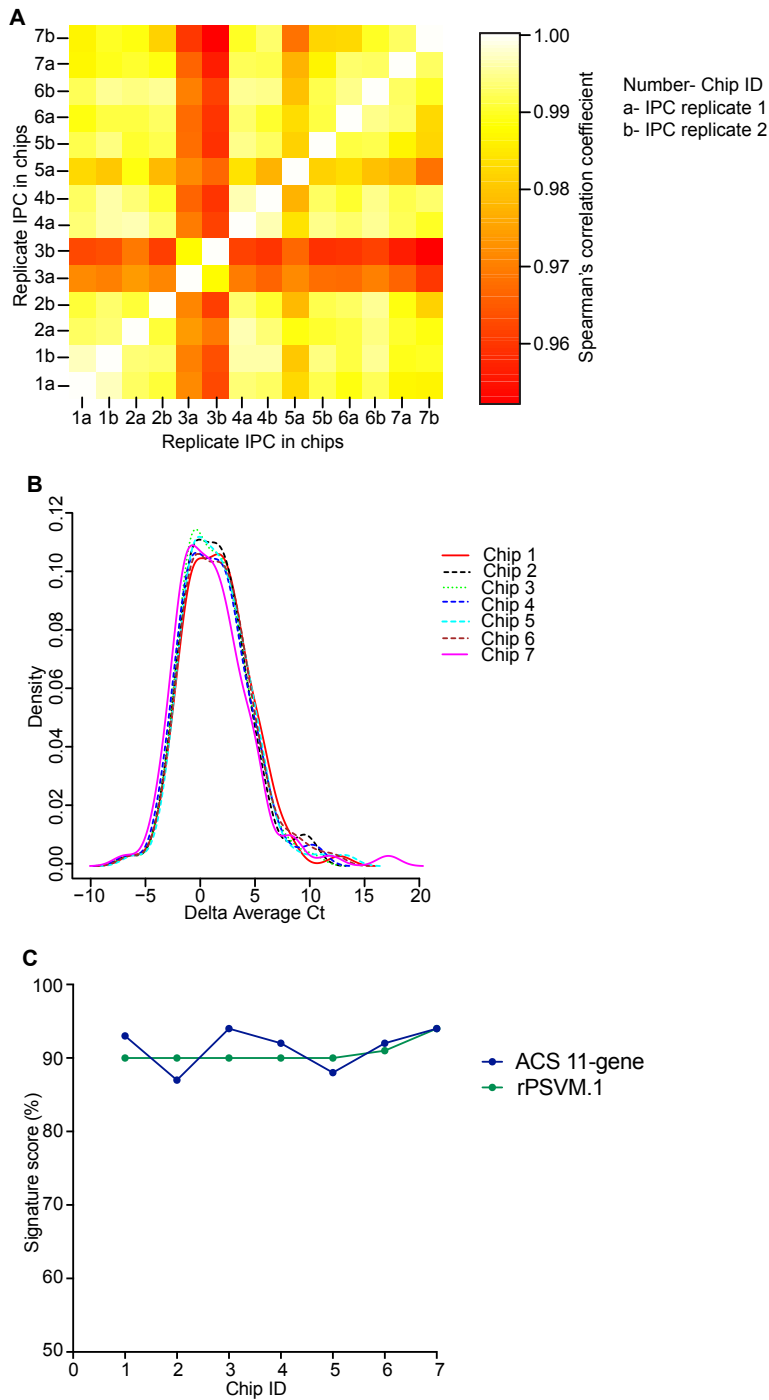 A
7b
7a
6b
6a
5b
5a
4b
4a
3b
3a
2b
2a
1b
1a
Replicate IPC in chips
1a 1b 2a 2b 3a 3b 4a 4b 5a 5b 6a 6b 7a 7b
Replicate IPC in chips
1.00
0.99
0.98
0.97
0.96
Spearman's correlation coeffiecient
Number- Chip ID
a- IPC replicate 1
b- IPC replicate 2
B
0.12
0.10
0.08
0.06
0.04
0.02
0.00
Density
−10 −5 0 5 10 15 20
Delta Average Ct
Chip 1
Chip 2
Chip 3
Chip 4
Chip 5
Chip 6
Chip 7
C
100
90
80
70
60
50
Signature score (%)
0 1 2 3 4 5 6 7
Chip ID
ACS 11-gene
rPSVM.1